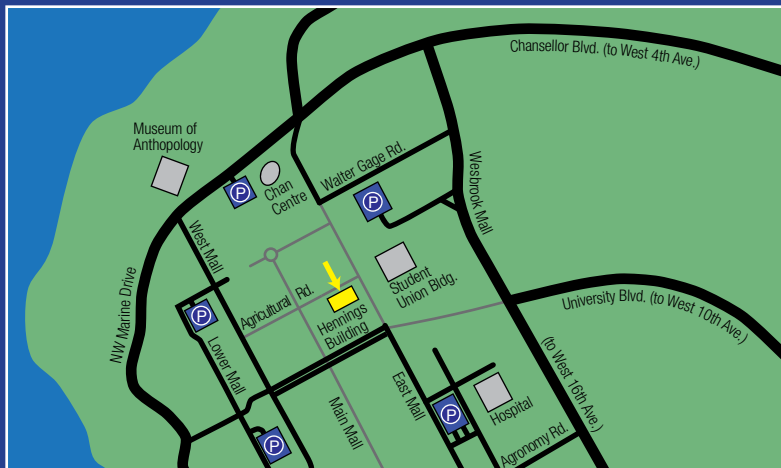 Chansellor Blvd. (to West 4th Ave.)
Museum of
Anthopology
Walter Gage Rd.
Wesbrook Mall
P
Chan
Centre
P
West Mall
Student
Union Bldg.
NW Marine Drive
Agricultural Rd.
Hennings
Building
P
University Blvd. (to West 10th Ave.)
Lower Mall
(to West 16th Ave.)
East Mall
Main Mall
Hospital
P
Agronomy Rd.
P